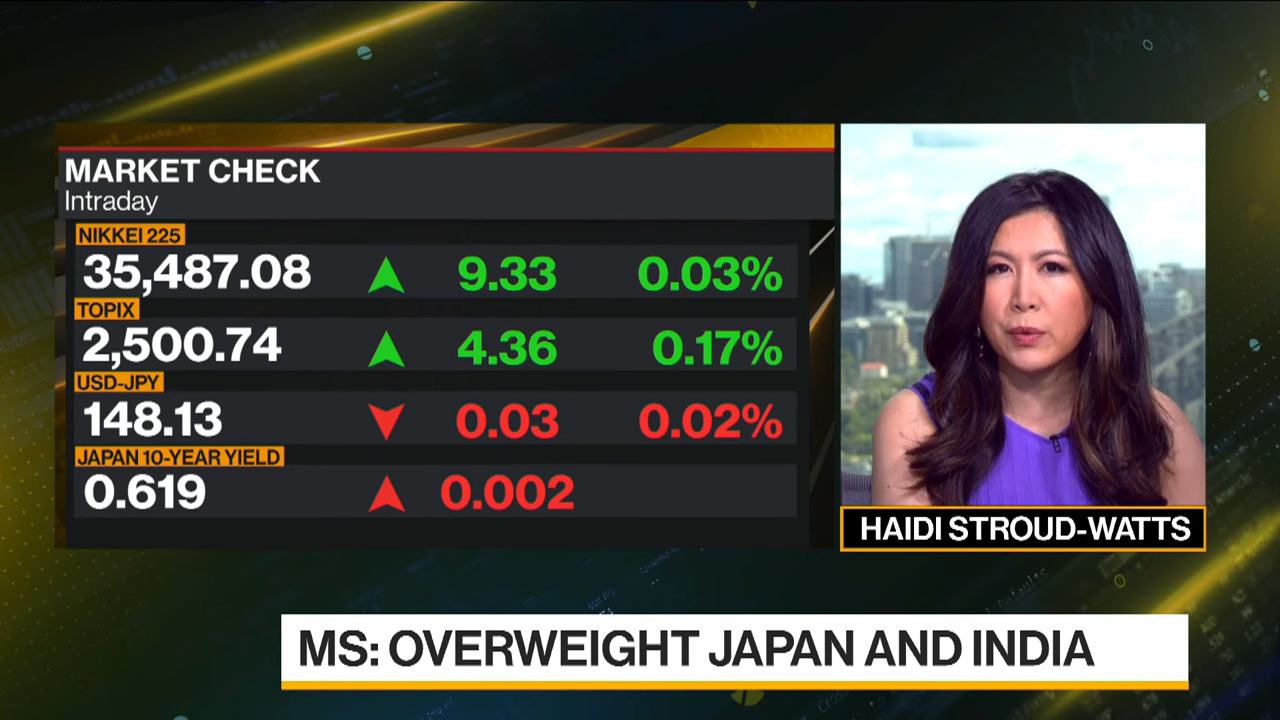 MARKET CHECK
Intraday
NIKKEI 225
35,487.08 ▲ 9.33 0.03%
TOPIX
2,500.74 ▲ 4.36 0.17%
USD-JPY
148.13 ▼ 0.03 0.02%
JAPAN 10-YEAR YIELD
0.619 ▲ 0.002
HAIDI STROUD-WATTS
MS: OVERWEIGHT JAPAN AND INDIA